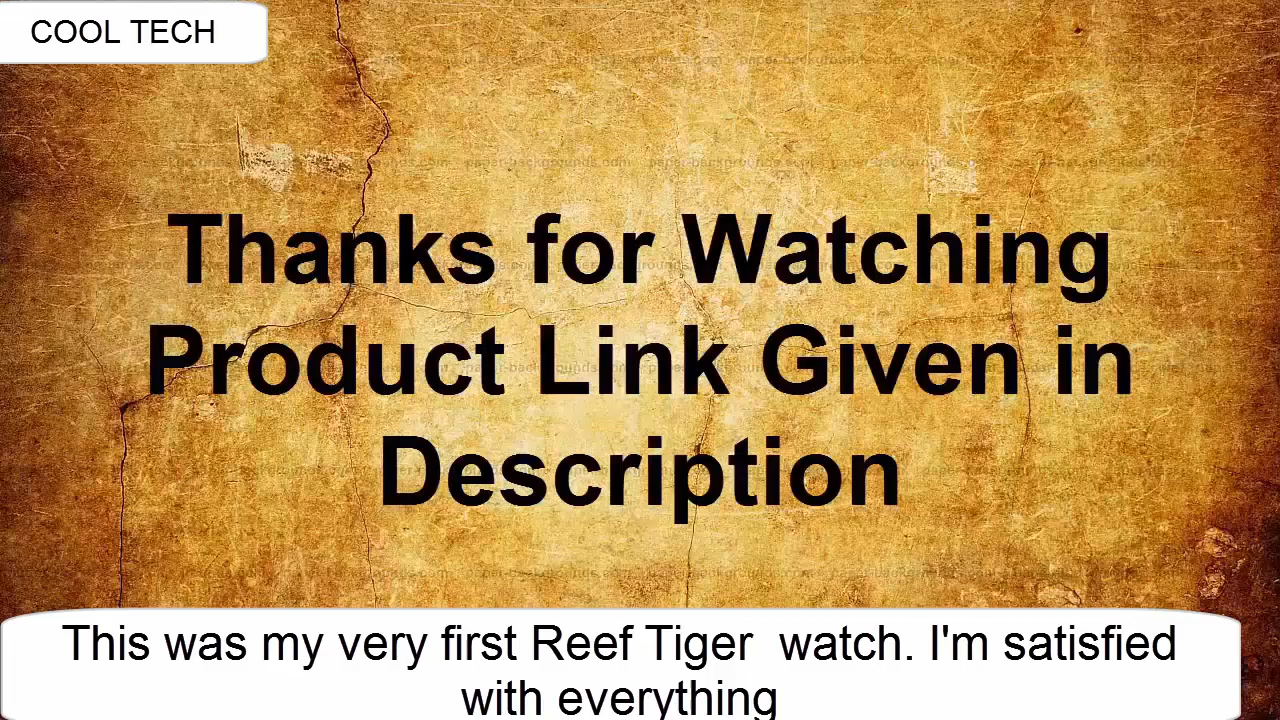 COOL TECH
Thanks for Watching
Product Link Given in
Description
This was my very first Reef Tiger  watch. I'm satisfied
with everything